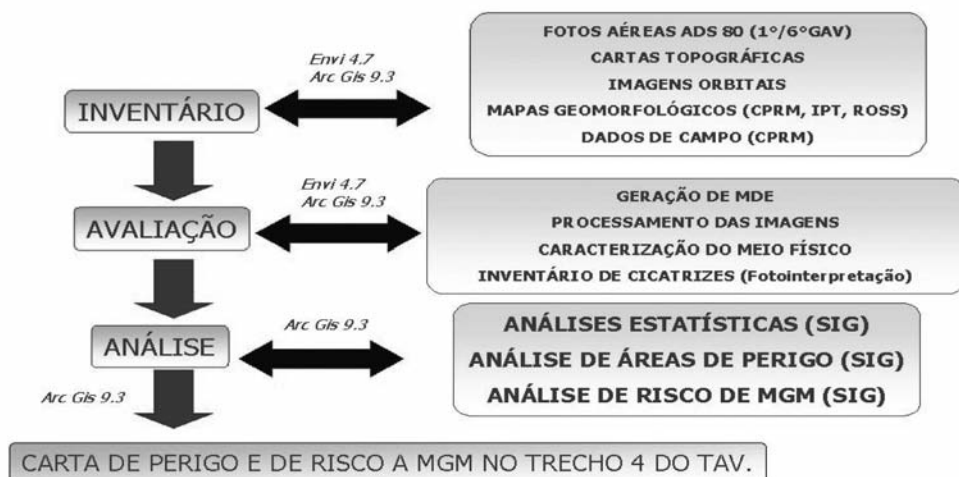 FOTOS AÉREAS ADS 80 (1°/6°GAV)
CARTAS TOPOGRÁFICAS
IMAGENS ORBITAIS
MAPAS GEOMORFOLÓGICOS (CPRM, IPT, ROSS)
DADOS DE CAMPO (CPRM)
Envi 4.7
Arc Gis 9.3
INVENTÁRIO
GERAÇÃO DE MDE
PROCESSAMENTO DAS IMAGENS
CARACTERIZAÇÃO DO MEIO FÍSICO
INVENTÁRIO DE CICATRIZES (Fotointerpretação)
Envi 4.7
Arc Gis 9.3
AVALIAÇÃO
ANÁLISES ESTATÍSTICAS (SIG)
ANÁLISE DE ÁREAS DE PERIGO (SIG)
ANÁLISE DE RISCO DE MGM (SIG)
Arc Gis 9.3
ANÁLISE
Arc Gis 9.3
CARTA DE PERIGO E DE RISCO A MGM NO TRECHO 4 DO TAV.